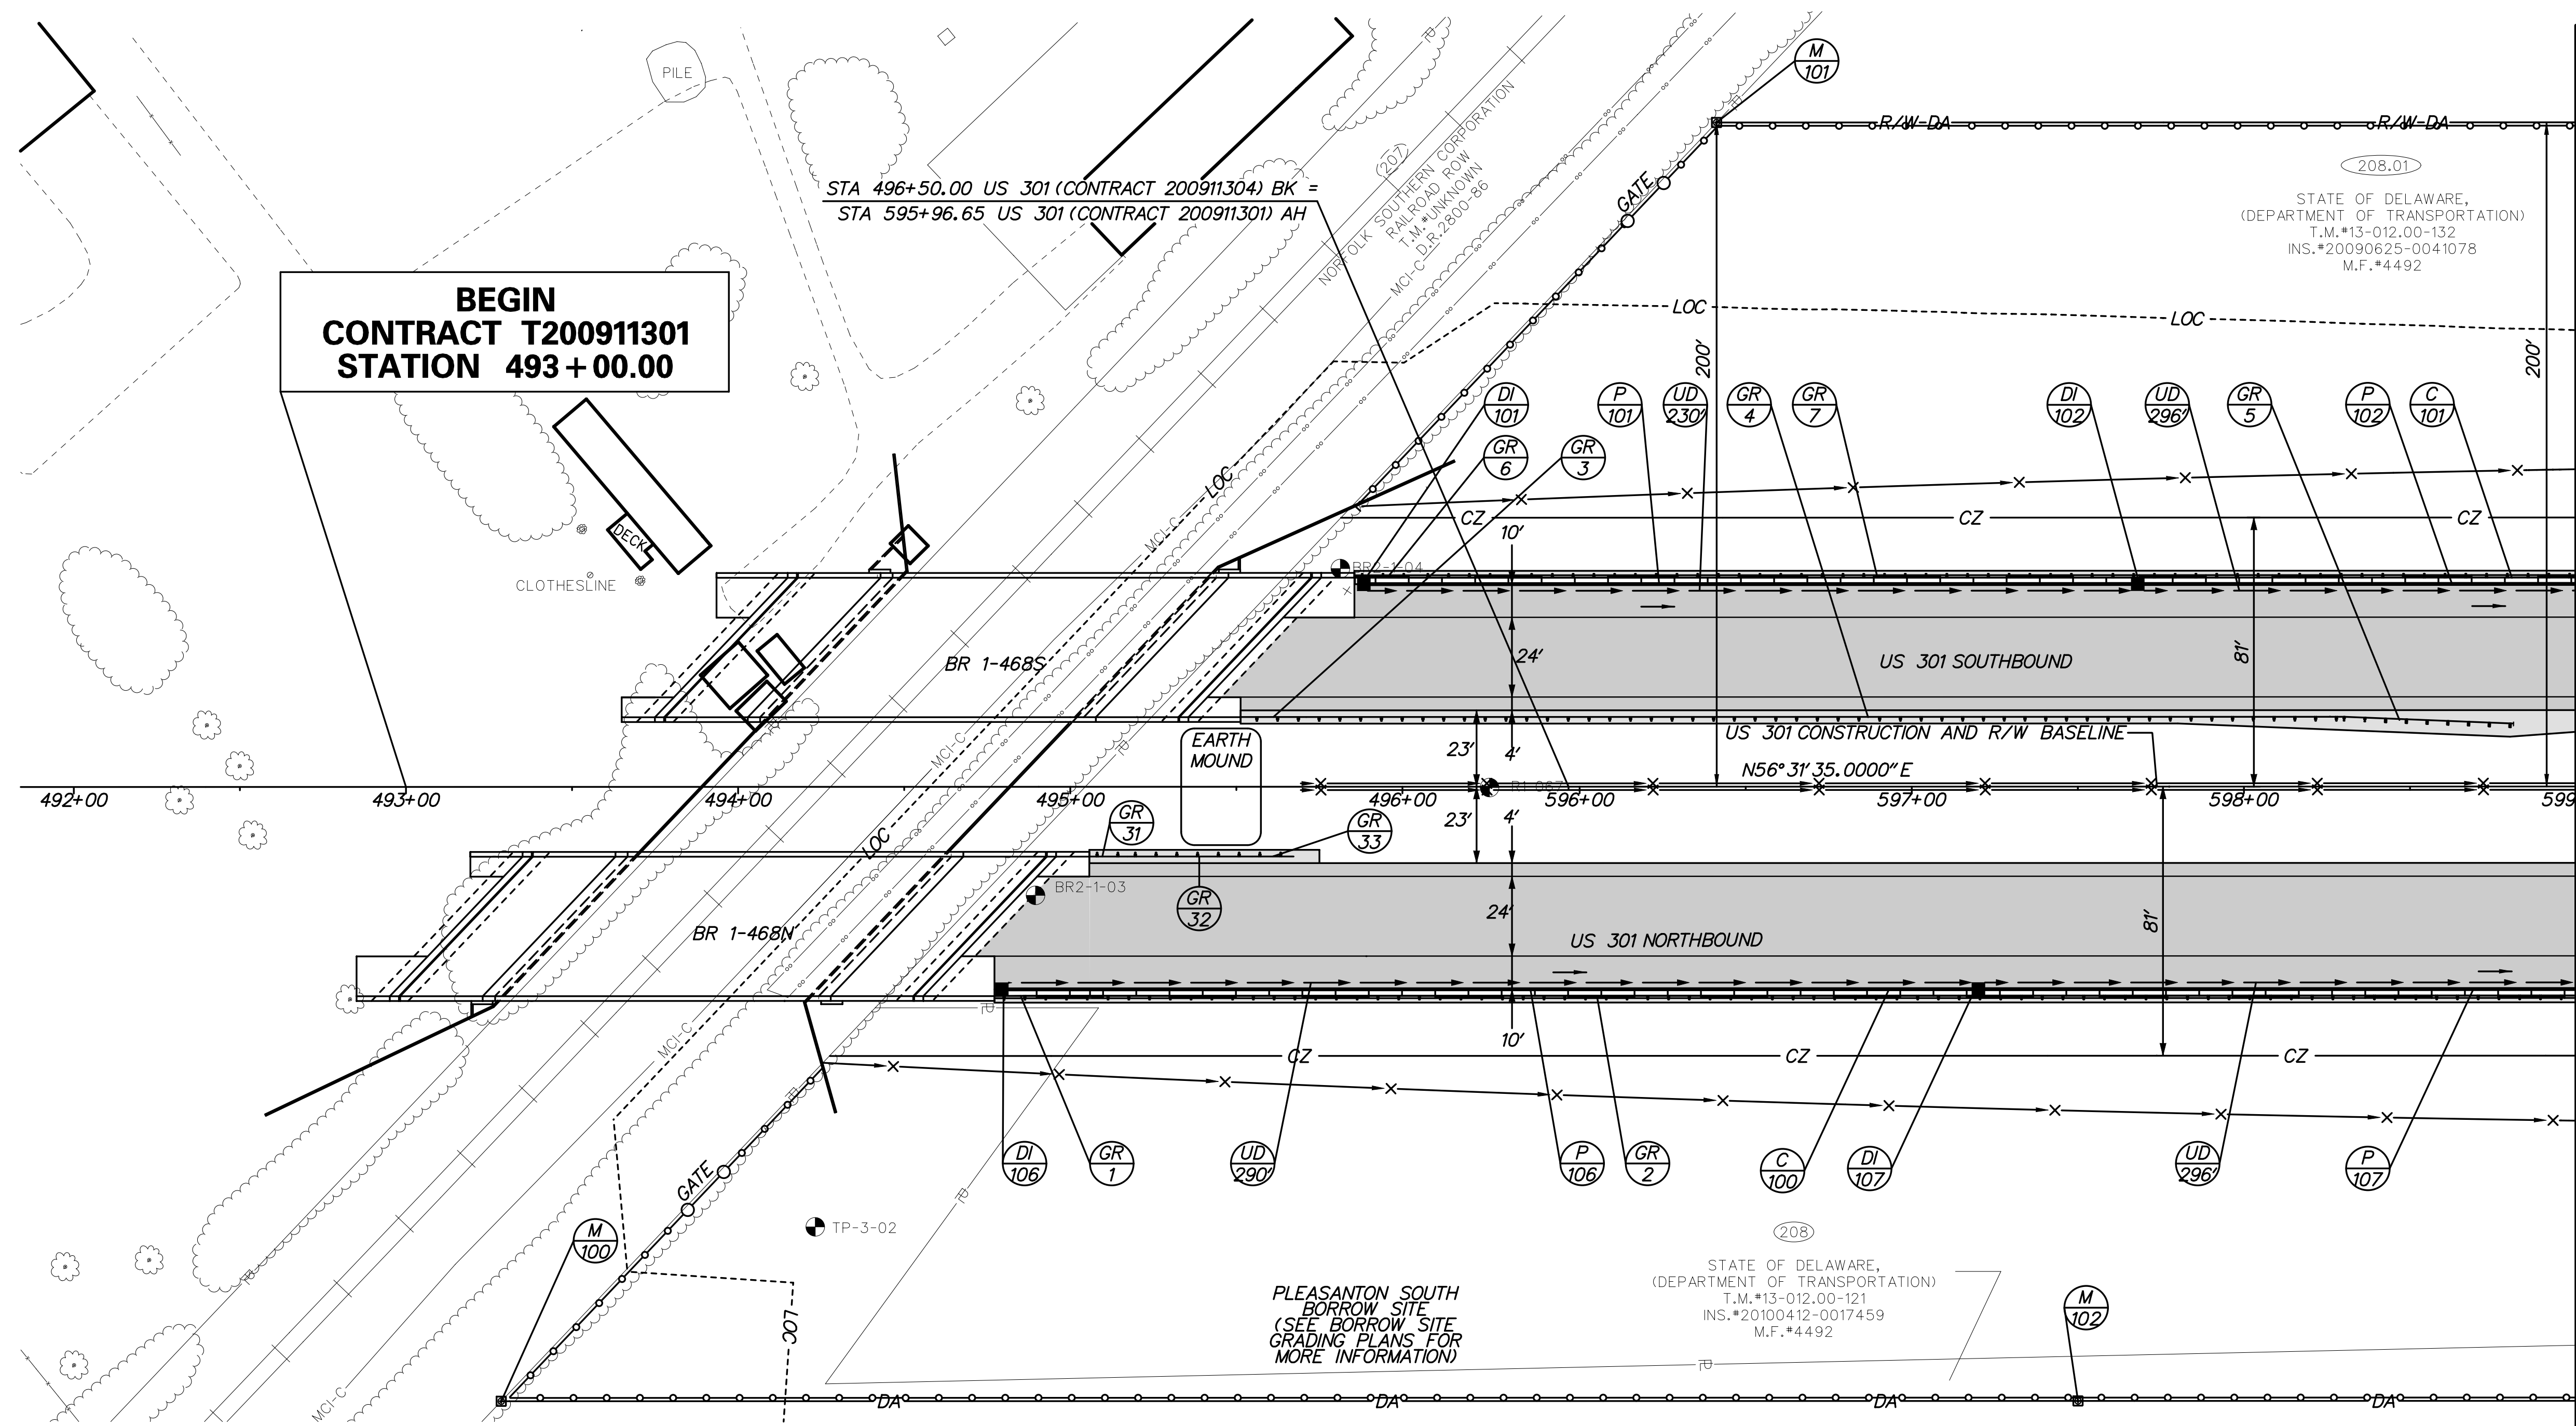 PILE
M
101
R/W-DA
R/W-DA
208.01
STATE OF DELAWARE,
(DEPARTMENT OF TRANSPORTATION)
T.M.#13-012.00-132
INS.#20090625-0041078
M.F.#4492
(207)
NORFOLK SOUTHERN CORPORATION
RAILROAD ROW
T.M.#UNKNOWN
D.R.2800-86
STA 496+50.00 US 301 (CONTRACT 200911304) BK =
STA 595+96.65 US 301 (CONTRACT 200911301) AH
GATE
BEGIN
CONTRACT T200911301
STATION 493+00.00
MCI-C
LOC
LOC
200'
200'
DI
101
P
101
UD
230'
GR
4
GR
7
DI
102
UD
296'
GR
5
P
102
C
101
GR
6
GR
3
LOC
MCI-C
DECK
CLOTHESLINE
CZ
CZ
CZ
10'
BR2-1-04
BR 1-468S
24'
US 301 SOUTHBOUND
81'
MCI-C
EARTH
MOUND
23'
4'
US 301 CONSTRUCTION AND R/W BASELINE
N56°31'35.0000"E
R1-067
492+00
493+00
494+00
495+00
496+00
596+00
597+00
598+00
599
LOC
GR
31
GR
33
23'
4'
BR2-1-03
GR
32
24'
BR 1-468N
US 301 NORTHBOUND
81'
MCI-C
10'
CZ
CZ
CZ
DI
106
GR
1
UD
290'
P
106
GR
2
C
100
DI
107
UD
296'
P
107
GATE
TP-3-02
M
100
208
STATE OF DELAWARE,
(DEPARTMENT OF TRANSPORTATION)
T.M.#13-012.00-121
INS.#20100412-0017459
M.F.#4492
PLEASANTON SOUTH
BORROW SITE
(SEE BORROW SITE
GRADING PLANS FOR
MORE INFORMATION)
LOC
M
102
MCI-C
DA
DA
DA
DA